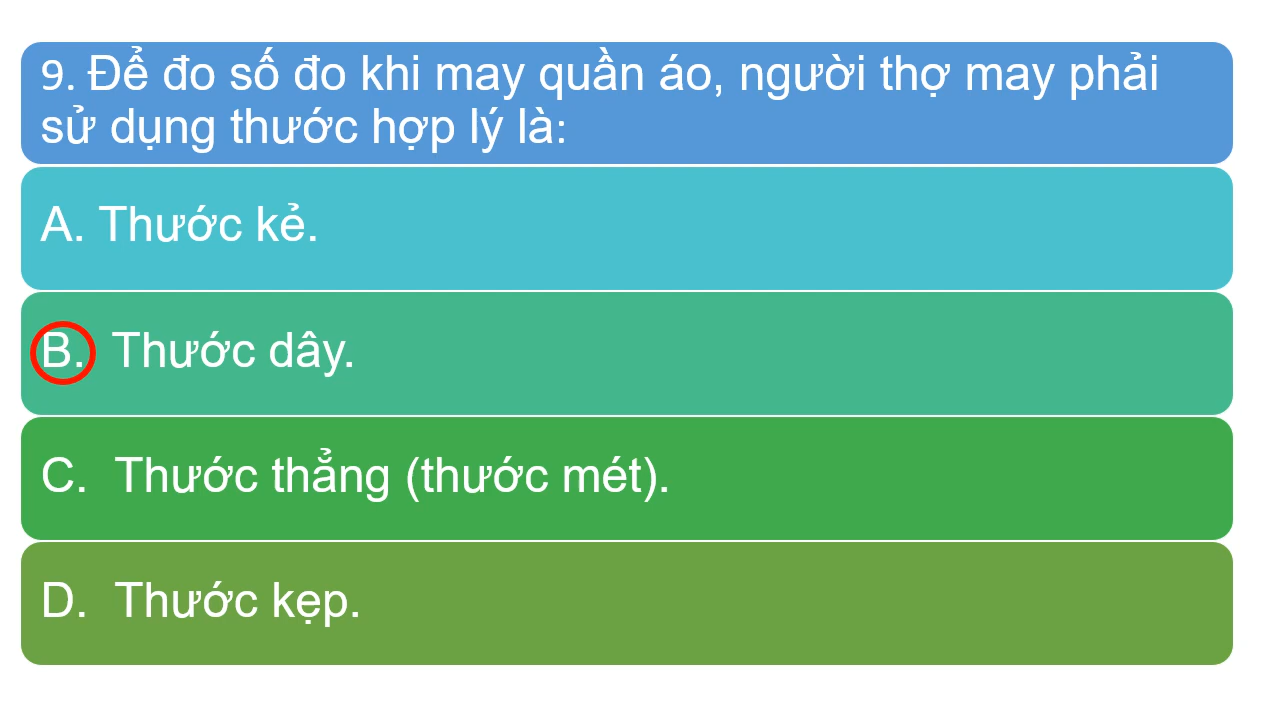 9. Để đo số đo khi may quần áo, người thợ may phải
sử dụng thước hợp lý là:
A. Thước kẻ.
B. Thước dây.
C. Thước thẳng (thước mét).
D. Thước kẹp.